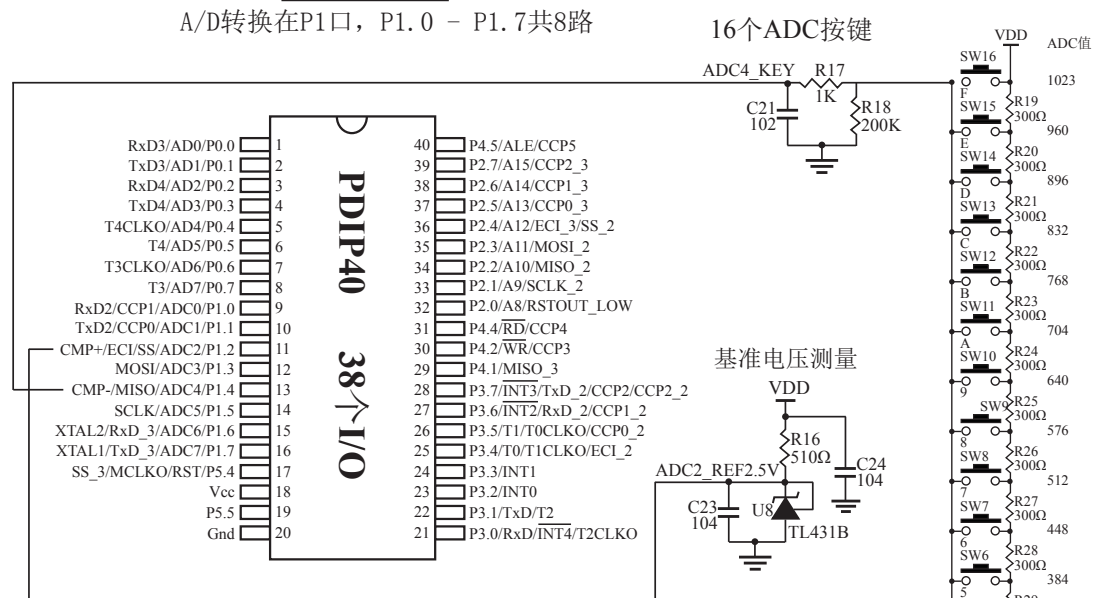 A/D转换在P1口，P1.0 - P1.7共8路
16个ADC按键
VDD
ADC值
ADC4_KEY
R17
1K
C21
102
R18
200K
SW16
1023
F
R19
300Ω
SW15
960
E
R20
300Ω
SW14
896
D
R21
300Ω
SW13
832
C
R22
300Ω
SW12
768
B
R23
300Ω
SW11
704
A
R24
300Ω
SW10
640
9
R25
300Ω
SW9
576
8
R26
300Ω
SW8
512
7
R27
300Ω
SW7
448
6
R28
300Ω
SW6
384
5
R29
PDIP40 38个I/O
RxD3/AD0/P0.0 1
TxD3/AD1/P0.1 2
RxD4/AD2/P0.2 3
TxD4/AD3/P0.3 4
T4CLKO/AD4/P0.4 5
T4/AD5/P0.5 6
T3CLKO/AD6/P0.6 7
T3/AD7/P0.7 8
RxD2/CCP1/ADC0/P1.0 9
TxD2/CCP0/ADC1/P1.1 10
CMP+/ECI/SS/ADC2/P1.2 11
MOSI/ADC3/P1.3 12
CMP-/MISO/ADC4/P1.4 13
SCLK/ADC5/P1.5 14
XTAL2/RxD_3/ADC6/P1.6 15
XTAL1/TxD_3/ADC7/P1.7 16
SS_3/MCLKO/RST/P5.4 17
Vcc 18
P5.5 19
Gnd 20
40 P4.5/ALE/CCP5
39 P2.7/A15/CCP2_3
38 P2.6/A14/CCP1_3
37 P2.5/A13/CCP0_3
36 P2.4/A12/ECI_3/SS_2
35 P2.3/A11/MOSI_2
34 P2.2/A10/MISO_2
33 P2.1/A9/SCLK_2
32 P2.0/A8/RSTOUT_LOW
31 P4.4/RD/CCP4
30 P4.2/WR/CCP3
29 P4.1/MISO_3
28 P3.7/INT3/TxD_2/CCP2/CCP2_2
27 P3.6/INT2/RxD_2/CCP1_2
26 P3.5/T1/T0CLKO/CCP0_2
25 P3.4/T0/T1CLKO/ECI_2
24 P3.3/INT1
23 P3.2/INT0
22 P3.1/TxD/T2
21 P3.0/RxD/INT4/T2CLKO
基准电压测量
VDD
R16
510Ω
C24
104
ADC2_REF2.5V
C23
104
U8
TL431B